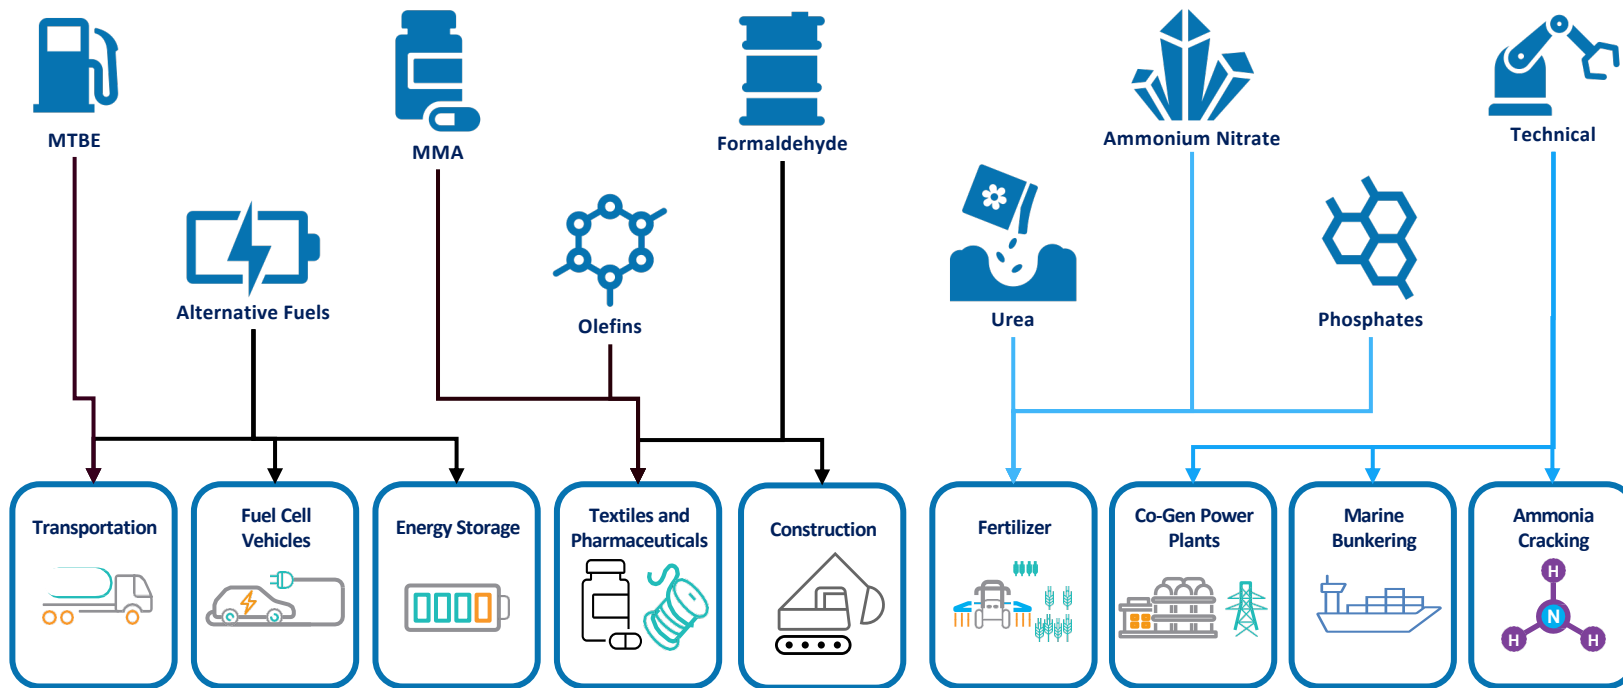 MTBE
MMA
Formaldehyde
Ammonium Nitrate
Technical
Alternative Fuels
Olefins
Urea
Phosphates
Transportation
Fuel Cell
Vehicles
Energy Storage
Textiles and
Pharmaceuticals
Construction
Fertilizer
Co-Gen Power
Plants
Marine
Bunkering
Ammonia
Cracking
H
N
H
H